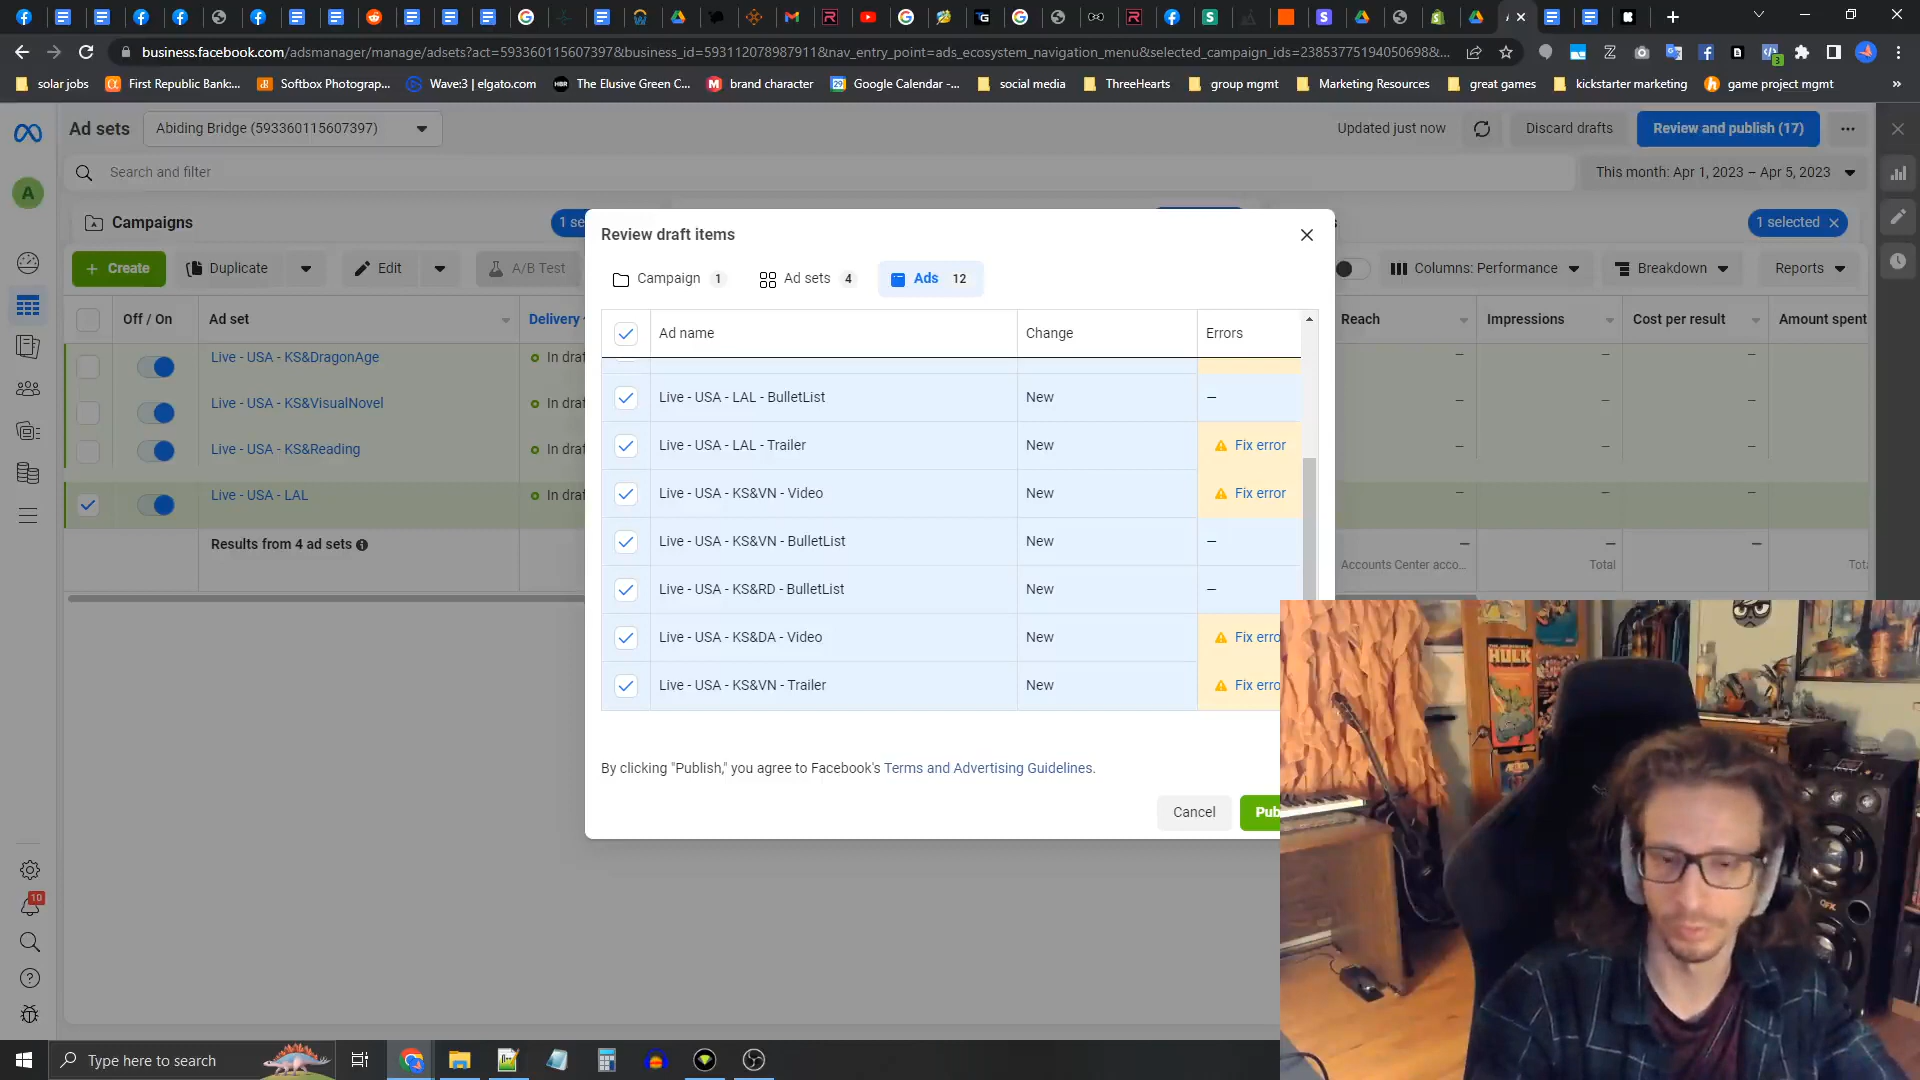 business.facebook.com/adsmanager/manage/adsets?act=593360115607397&business_id=593112078987911&nav_entry_point=ads_ecosystem_navigation_menu&selected_campaign_ids=23853775194050698&...
solar jobs
First Republic Bank:...
Softbox Photograp...
Wave:3 | elgato.com
The Elusive Green C...
brand character
Google Calendar -...
social media
ThreeHearts
group mgmt
Marketing Resources
great games
kickstarter marketing
game project mgmt
»
Ad sets
Abiding Bridge (593360115607397)
Updated just now
Discard drafts
Review and publish (17)
A
Search and filter
This month: Apr 1, 2023 – Apr 5, 2023
Campaigns
1 se
1 selected
+ Create
Duplicate
Edit
A/B Test
Columns: Performance
Breakdown
Reports
Off / On
Ad set
Delivery
Reach
Impressions
Cost per result
Amount spent
Live - USA - KS&DragonAge
In draf
Live - USA - KS&VisualNovel
In draf
Live - USA - KS&Reading
In draf
Live - USA - LAL
In draf
Results from 4 ad sets
Accounts Center acco...
Total
Tota
Review draft items
Campaign 1
Ad sets 4
Ads 12
Ad name
Change
Errors
Live - USA - LAL - BulletList
New
—
Live - USA - LAL - Trailer
New
Fix error
Live - USA - KS&VN - Video
New
Fix error
Live - USA - KS&VN - BulletList
New
—
Live - USA - KS&RD - BulletList
New
—
Live - USA - KS&DA - Video
New
Fix erro
Live - USA - KS&VN - Trailer
New
Fix erro
By clicking "Publish," you agree to Facebook's Terms and Advertising Guidelines.
Cancel
Pub
10
HULK
QFX
Type here to search